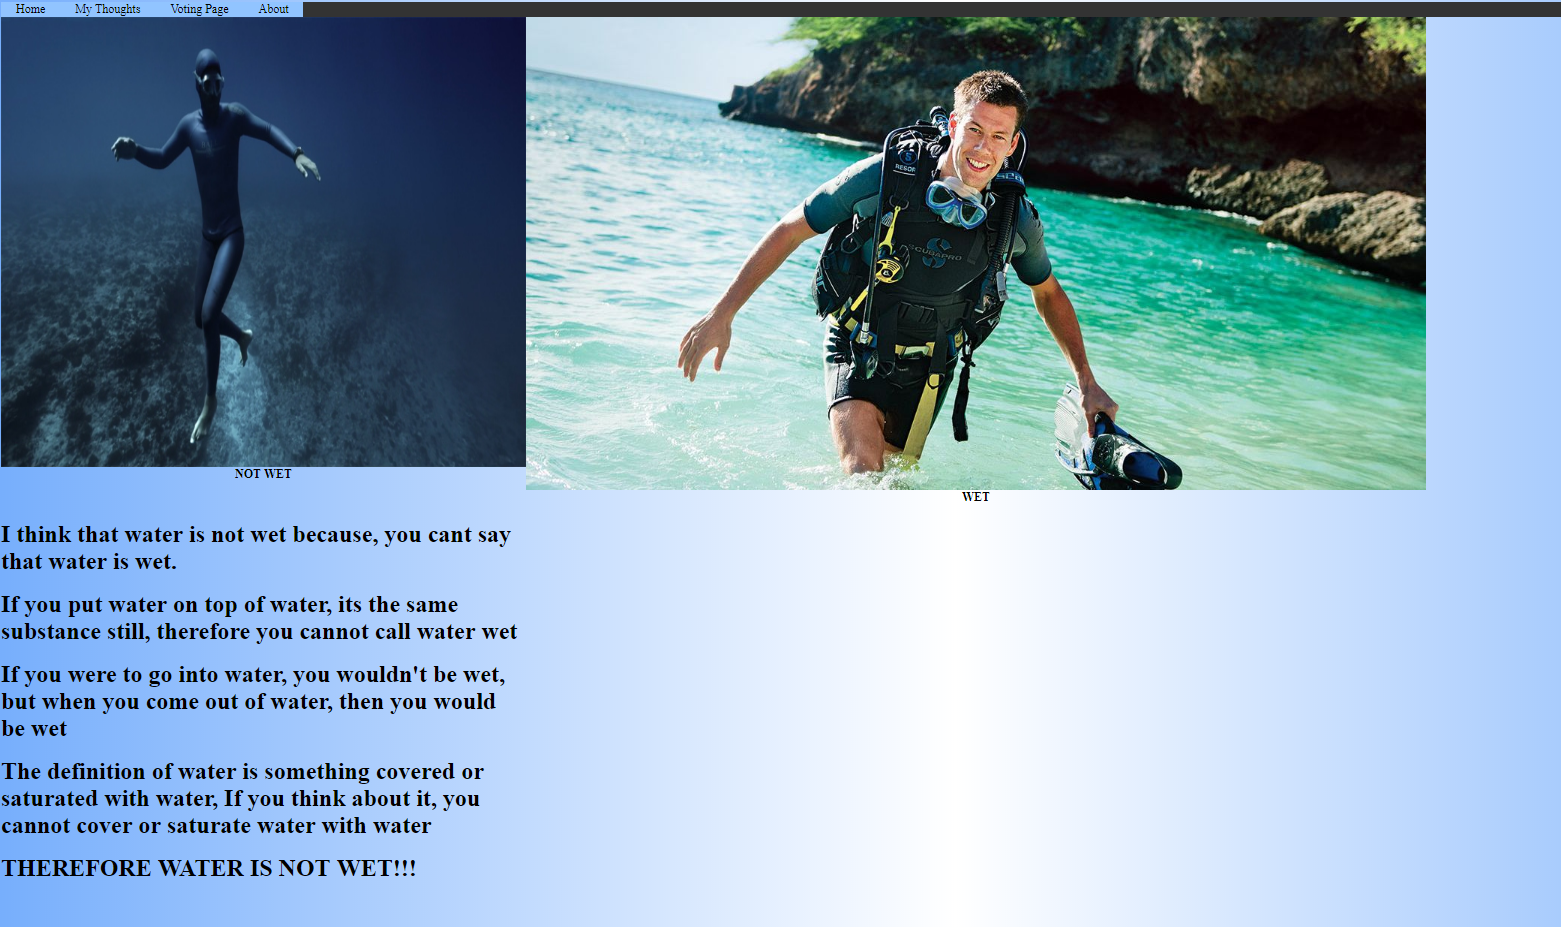 Home My Thoughts Voting Page About
RESOR
SCUBAPRO
NOT WET
WET
I think that water is not wet because, you cant say
that water is wet.
If you put water on top of water, its the same
substance still, therefore you cannot call water wet
If you were to go into water, you wouldn't be wet,
but when you come out of water, then you would
be wet
The definition of water is something covered or
saturated with water, If you think about it, you
cannot cover or saturate water with water
THEREFORE WATER IS NOT WET!!!